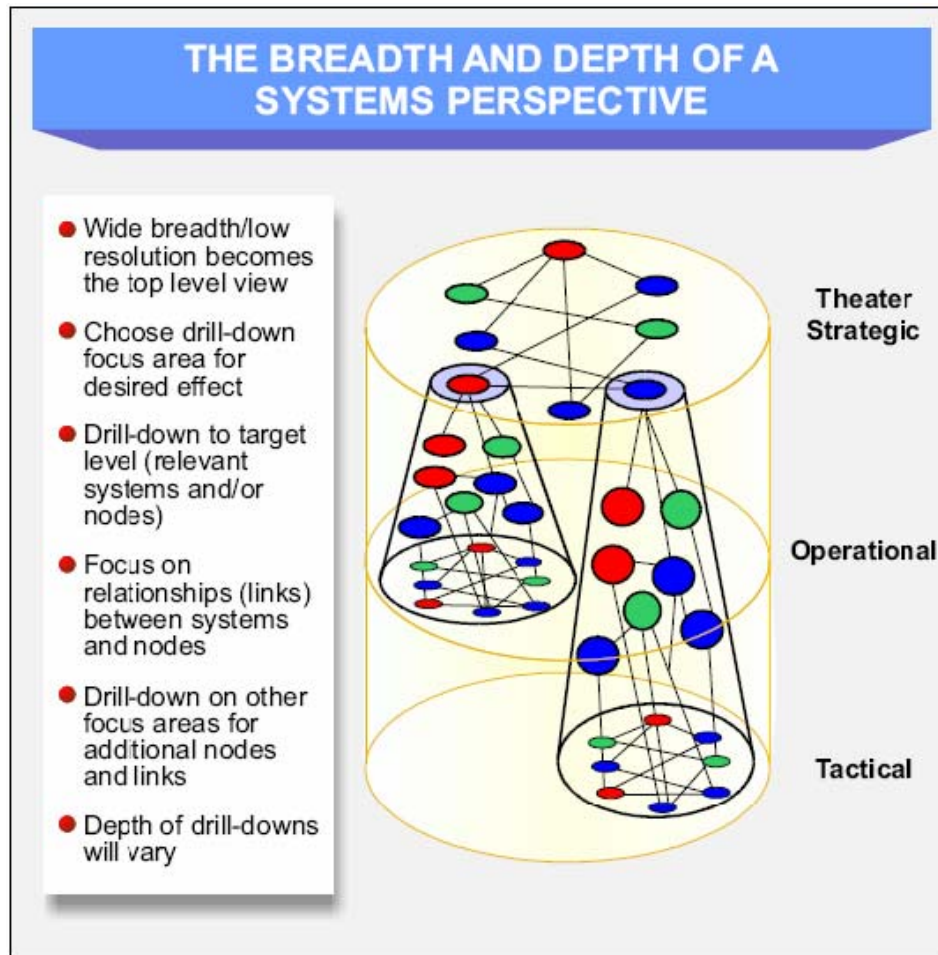 THE BREADTH AND DEPTH OF A
SYSTEMS PERSPECTIVE
Wide breadth/low
resolution becomes
the top level view
Choose drill-down
focus area for
desired effect
Drill-down to target
level (relevant
systems and/or
nodes)
Focus on
relationships (links)
between systems
and nodes
Drill-down on other
focus areas for
additional nodes
and links
Depth of drill-downs
will vary
Theater
Strategic
Operational
Tactical